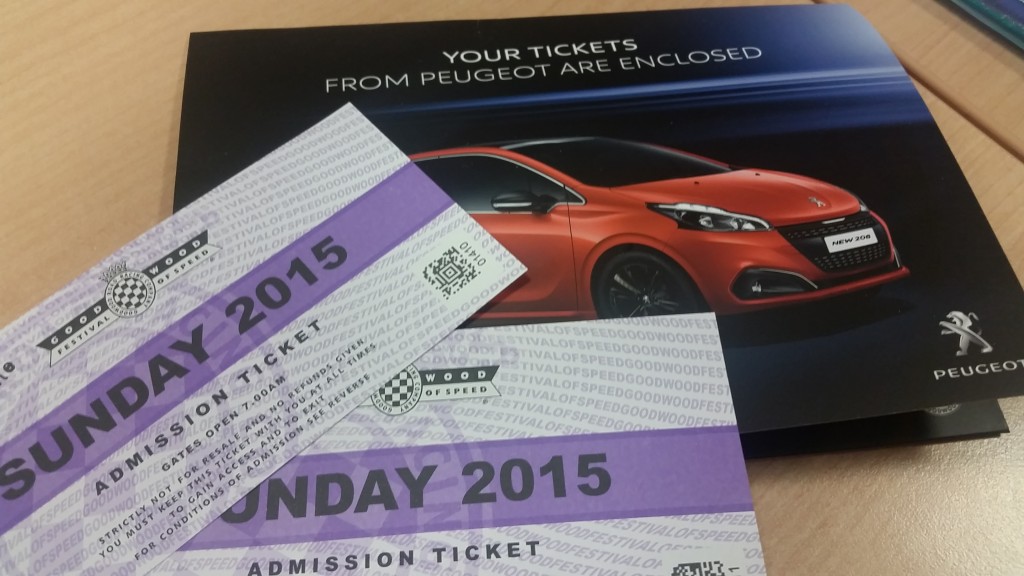 YOUR TICKETS
FROM PEUGEOT ARE ENCLOSED
NEW 208
PEUGEOT
GOODWOOD
FESTIVAL OF SPEED
SUNDAY 2015
ADMISSION TICKET
GATES OPEN 7.00AM
STRICTLY NOT FOR RESALE AND NO REFUNDS GIVEN.
YOU MUST KEEP THIS TICKET WITH YOU AT ALL TIMES
TO GAIN ACCESS AND EXIT.
FOR CONDITIONS OF ADMISSION SEE REVERSE
01410
WOOD
OF SPEED
UNDAY 2015
ADMISSION TICKET